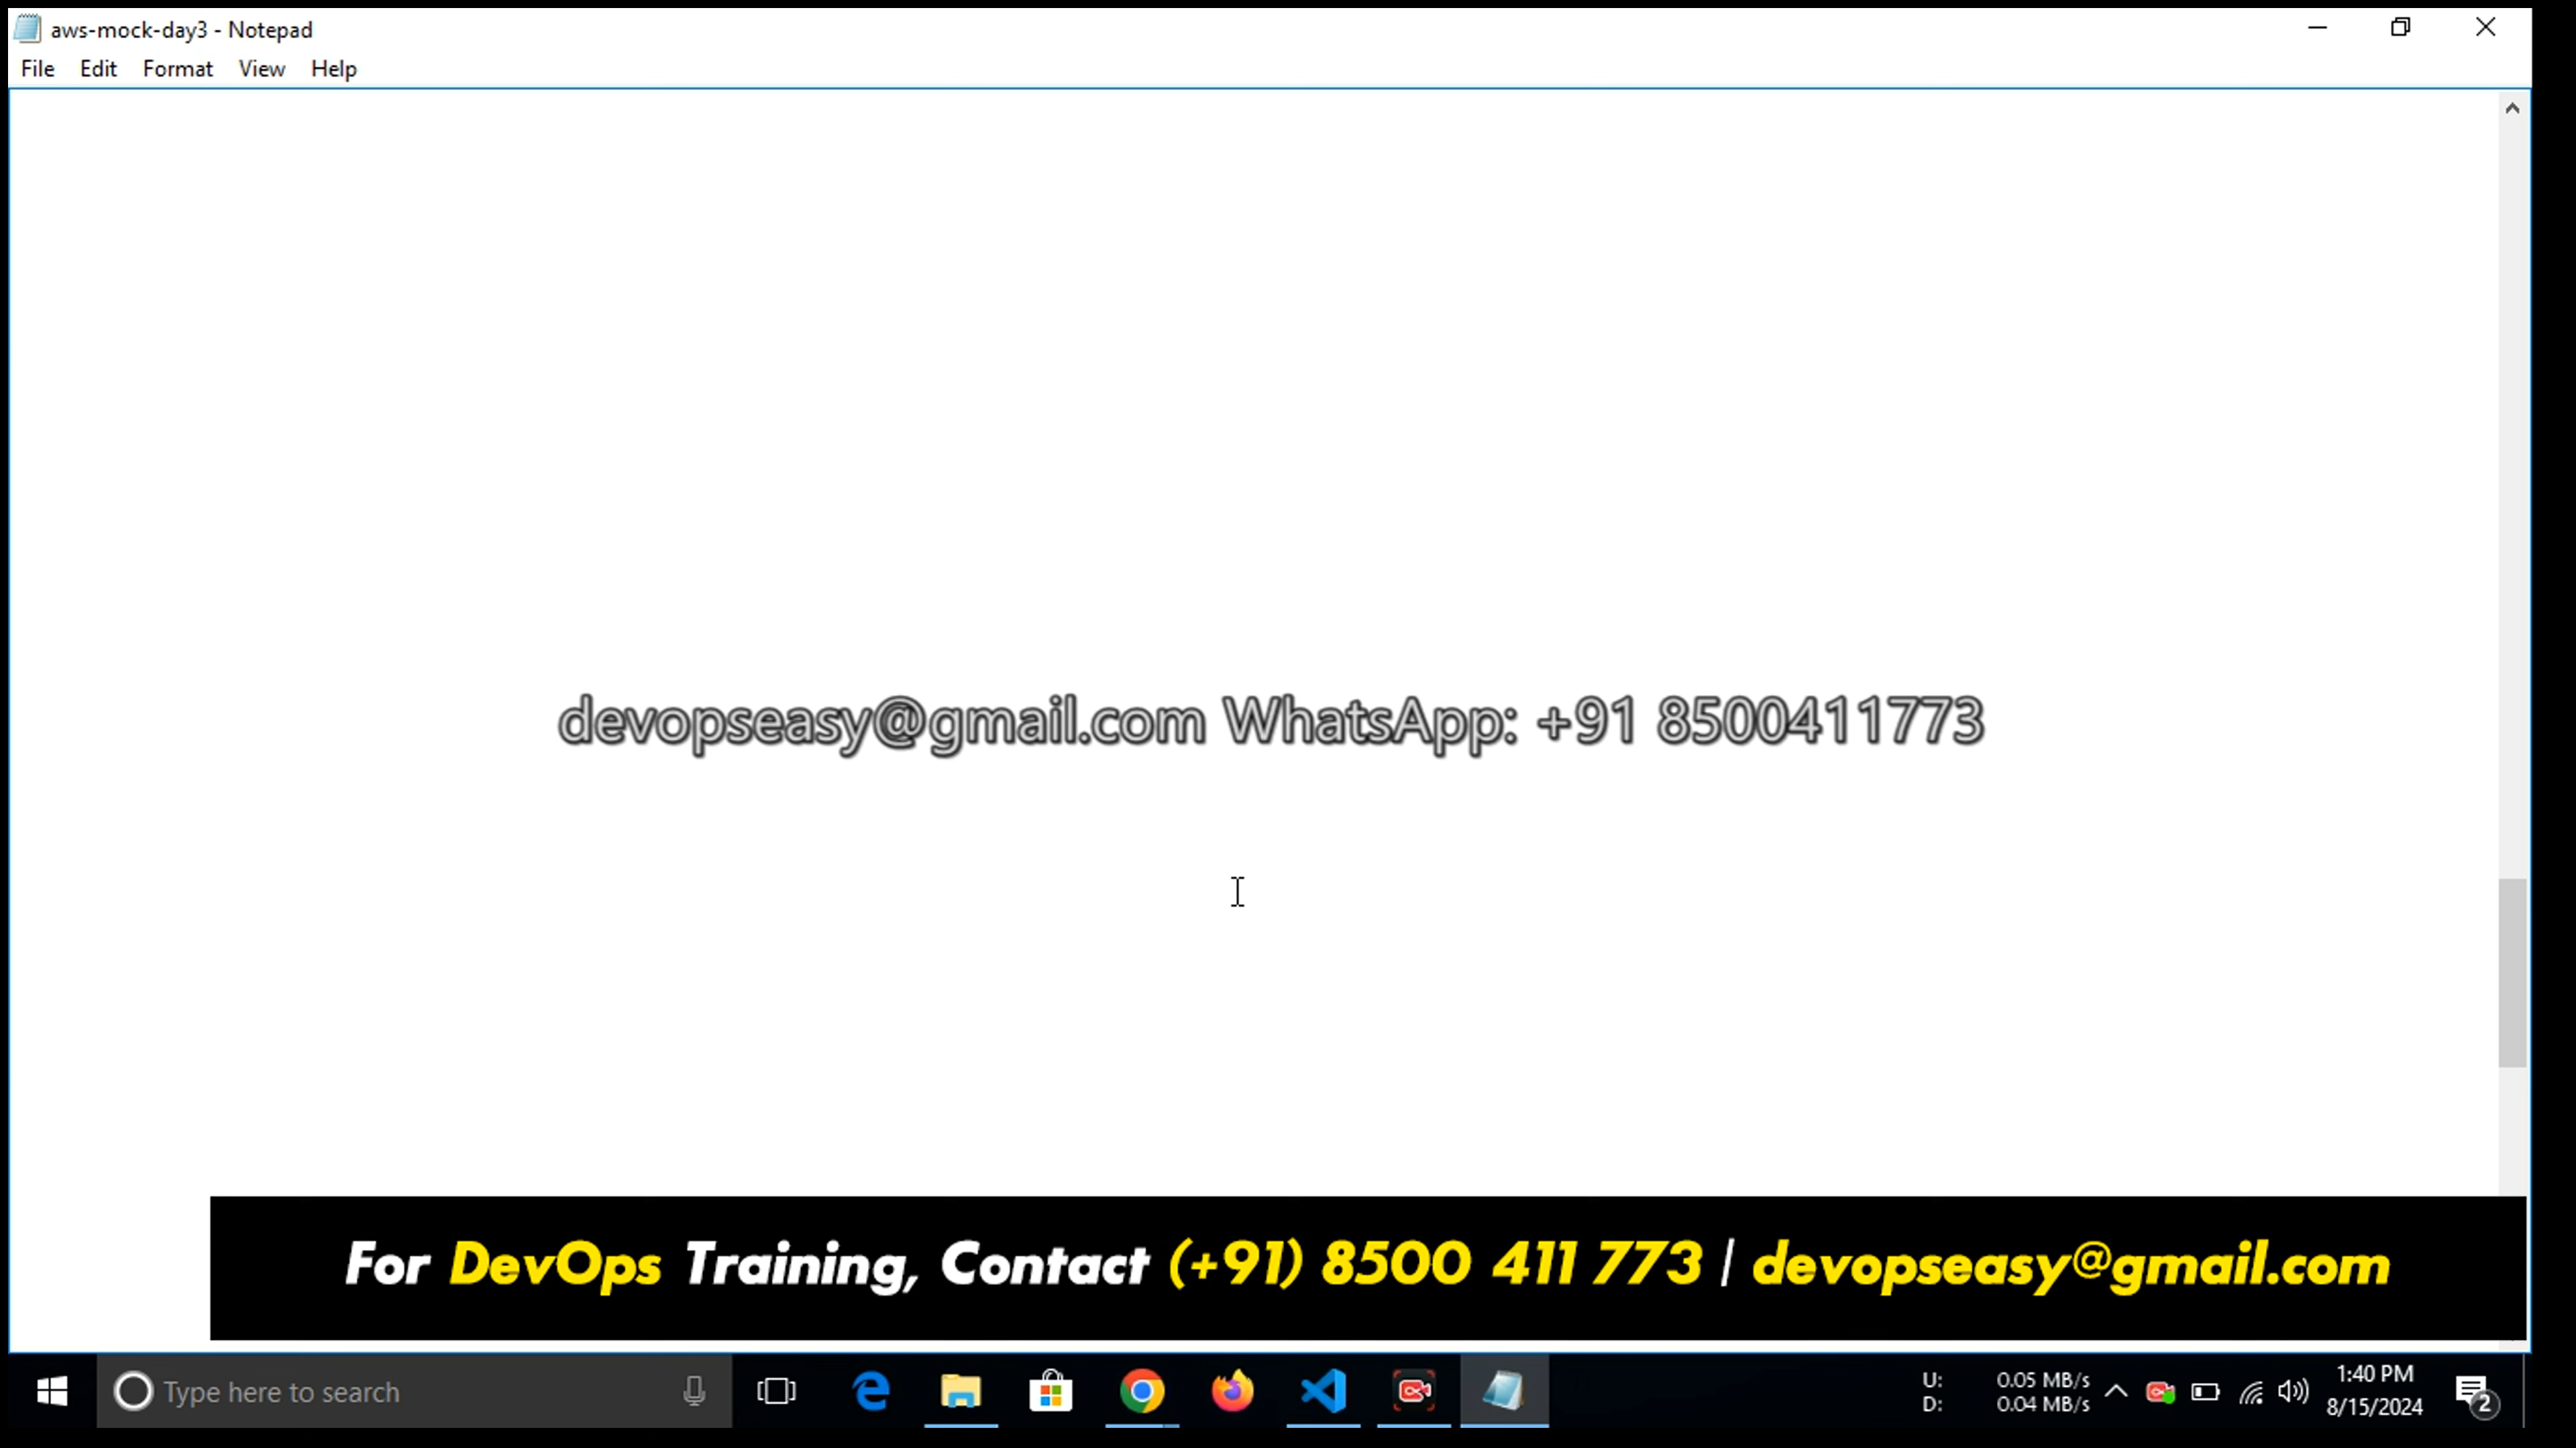 aws-mock-day3 - Notepad
File Edit Format View Help
devopseasy@gmail.com WhatsApp: +91 8500411773
For DevOps Training, Contact (+91) 8500 411 773 | devopseasy@gmail.com
Type here to search
U: 0.05 MB/s
D: 0.04 MB/s
1:40 PM
8/15/2024
2